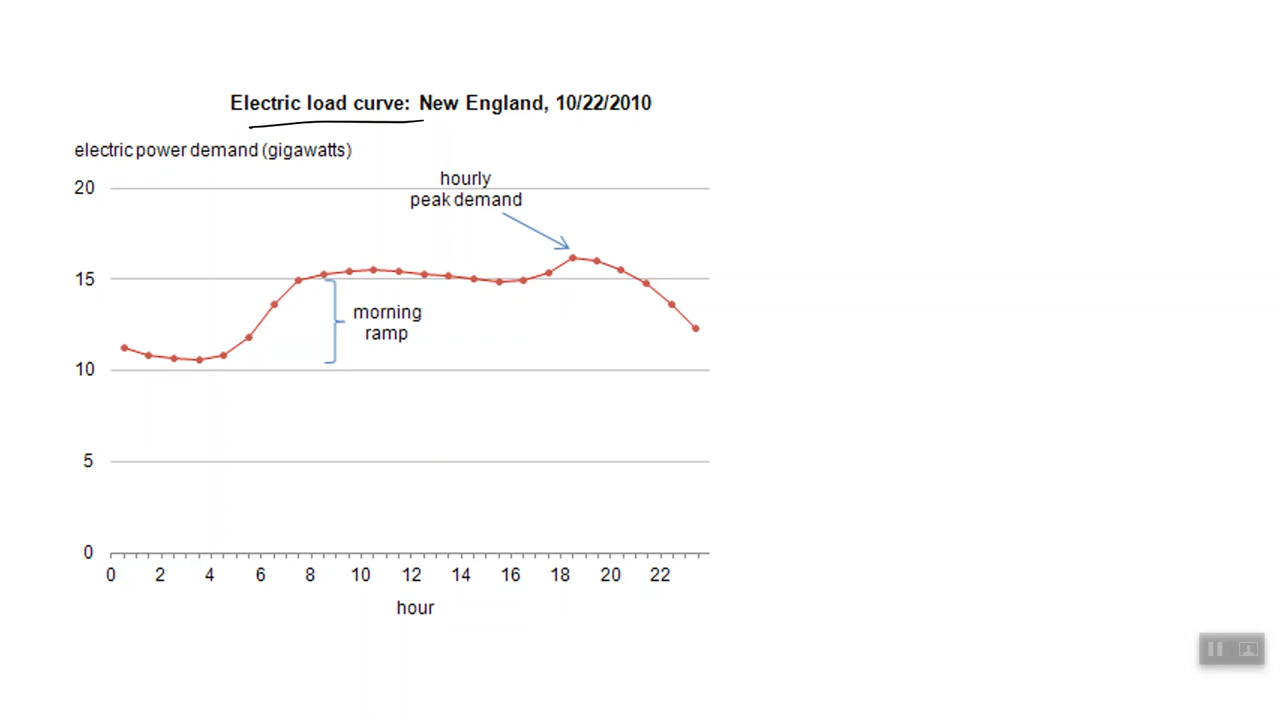 Electric load curve: New England, 10/22/2010
electric power demand (gigawatts)
hourly
peak demand
20
15
morning
ramp
10
5
0
0 2 4 6 8 10 12 14 16 18 20 22
hour